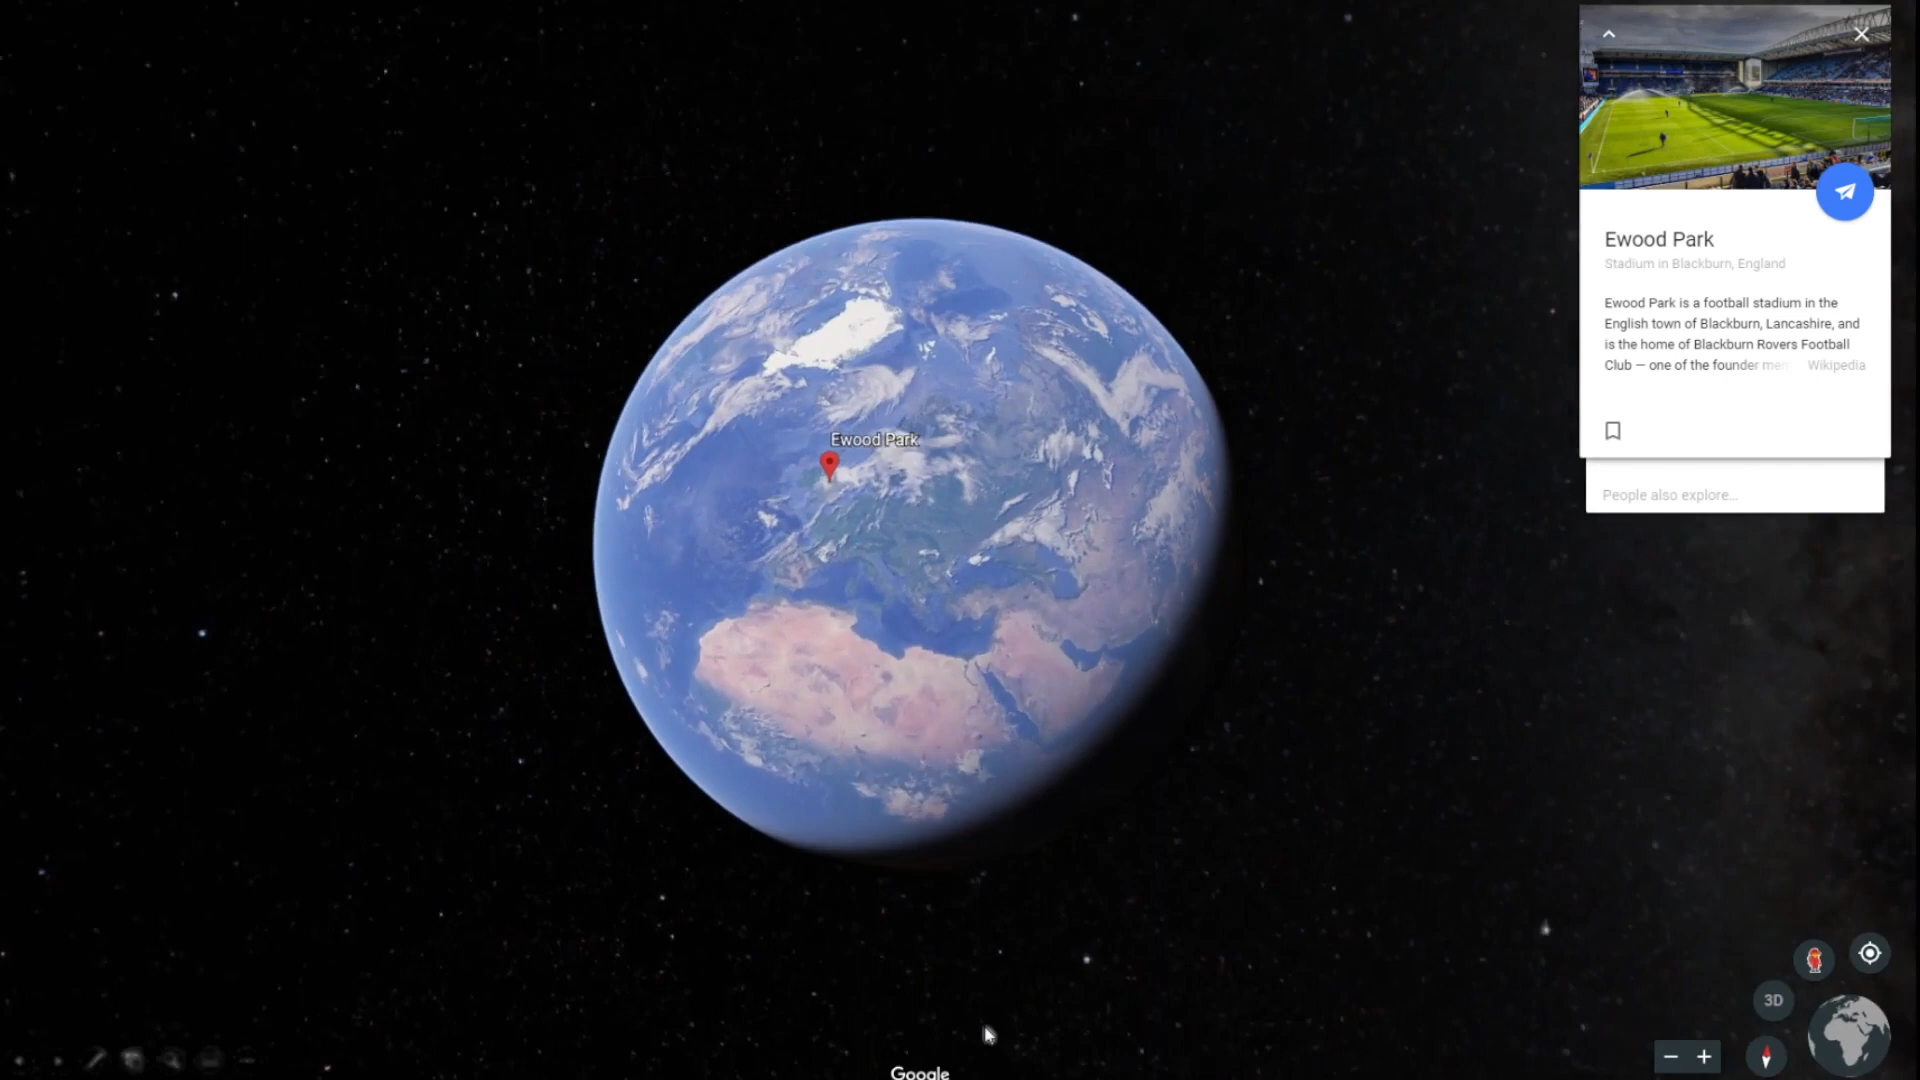 Ewood Park
Ewood Park
Stadium in Blackburn, England
Ewood Park is a football stadium in the
English town of Blackburn, Lancashire, and
is the home of Blackburn Rovers Football
Club — one of the founder mem
Wikipedia
People also explore...
3D
Google